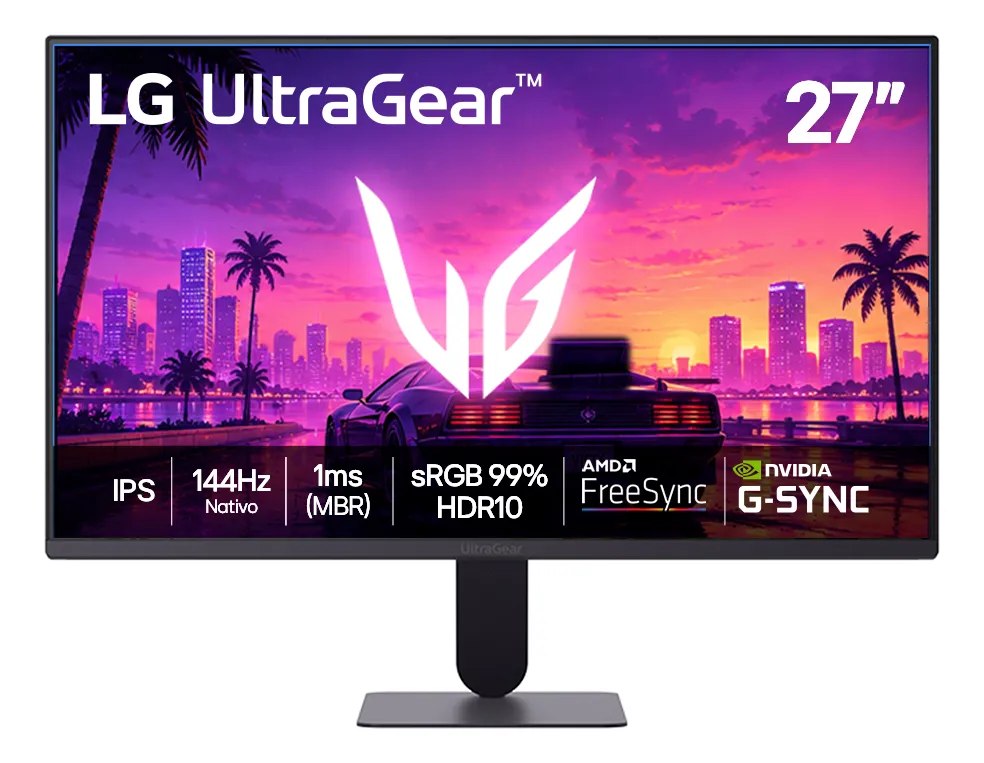 LG UltraGear™
27"
IPS
144Hz
Nativo
1ms
(MBR)
sRGB 99%
HDR10
AMD
FreeSync
NVIDIA
G-SYNC
UltraGear